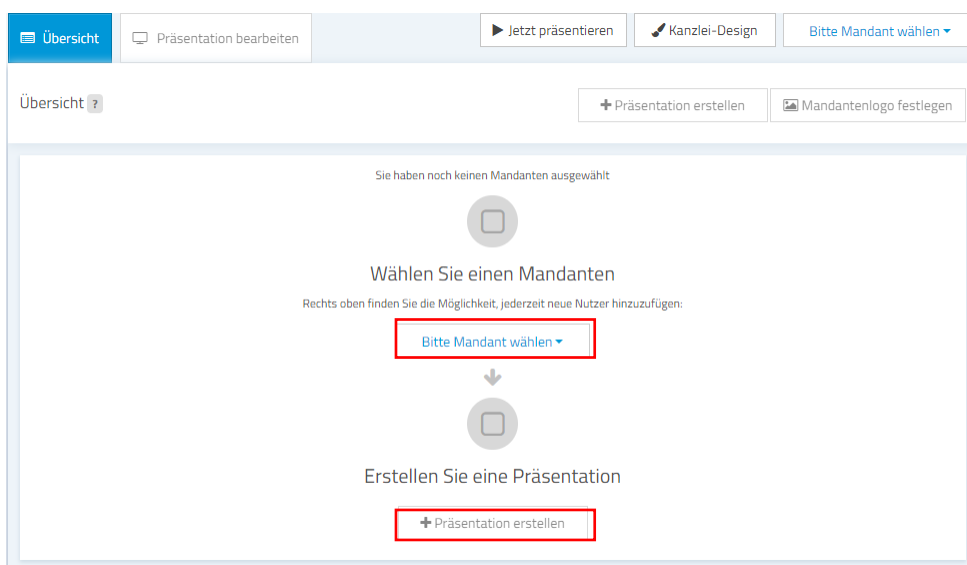 Übersicht
Präsentation bearbeiten
Jetzt präsentieren
Kanzlei-Design
Bitte Mandant wählen
Übersicht ?
Präsentation erstellen
Mandantenlogo festlegen
Sie haben noch keinen Mandanten ausgewählt
Wählen Sie einen Mandanten
Rechts oben finden Sie die Möglichkeit, jederzeit neue Nutzer hinzuzufügen:
Bitte Mandant wählen
Erstellen Sie eine Präsentation
Präsentation erstellen